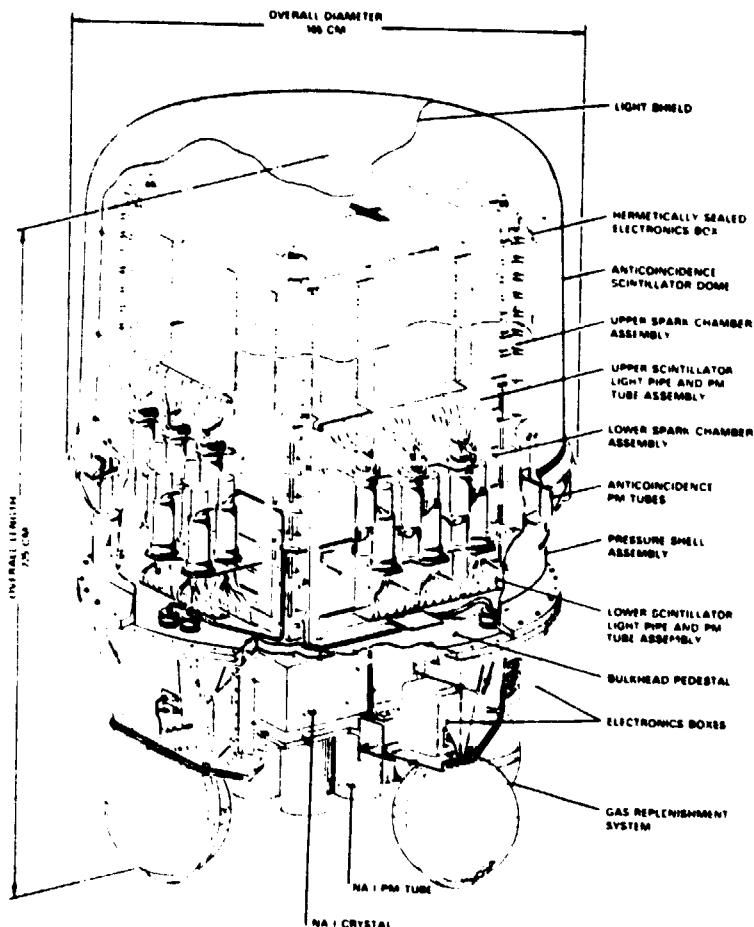 OVERALL DIAMETER
165 CM
LIGHT SHIELD
HERMETICALLY SEALED
ELECTRONICS BOX
ANTICOINCIDENCE
SCINTILLATOR DOME
UPPER SPARK CHAMBER
ASSEMBLY
UPPER SCINTILLATOR
LIGHT PIPE AND PM
TUBE ASSEMBLY
LOWER SPARK CHAMBER
ASSEMBLY
ANTICOINCIDENCE
PM TUBES
OVERALL LENGTH
225 CM
PRESSURE SHELL
ASSEMBLY
LOWER SCINTILLATOR
LIGHT PIPE AND PM
TUBE ASSEMBLY
BULKHEAD PEDESTAL
ELECTRONICS BOXES
GAS REPLENISHMENT
SYSTEM
NA I PM TUBE
NA I CRYSTAL